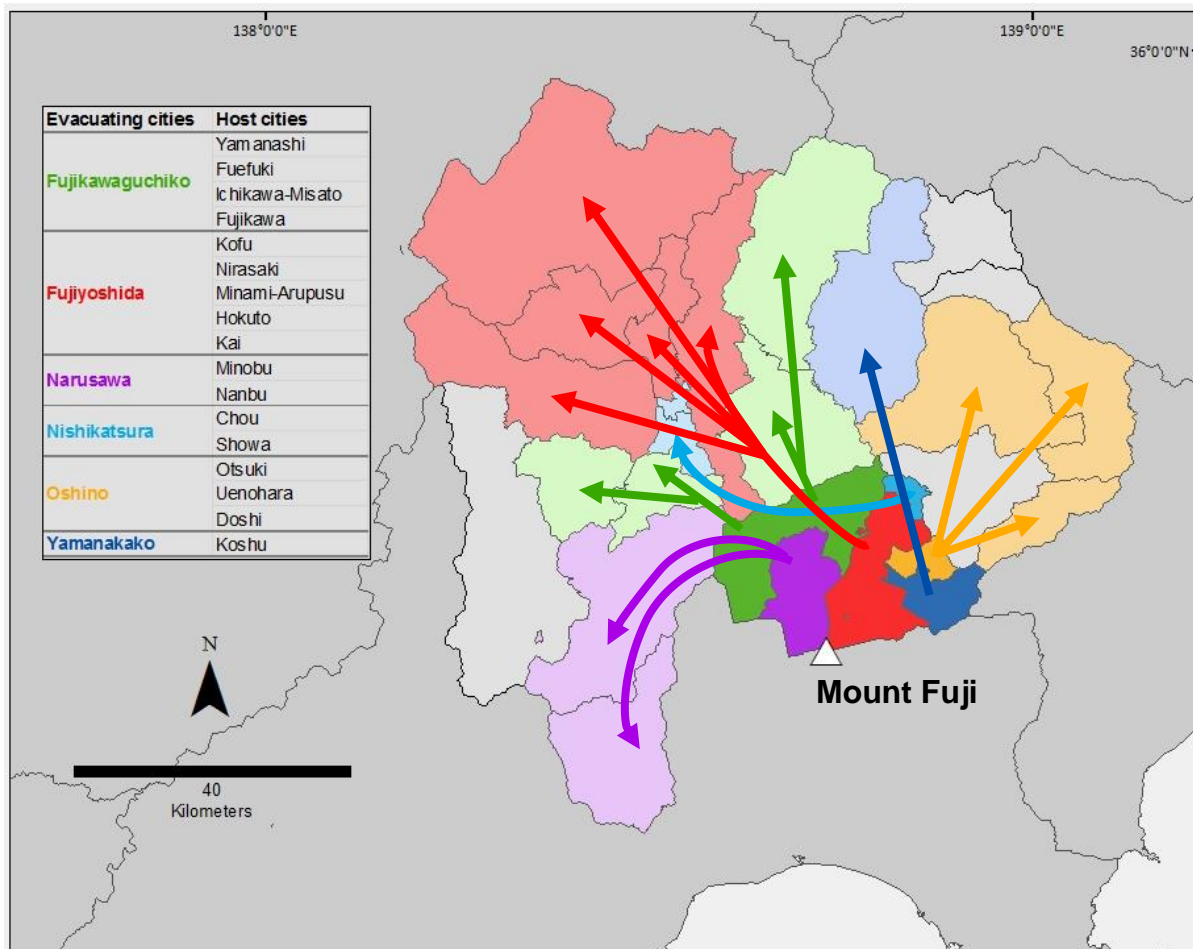 138°0'0"E
139°0'0"E
36°0'0"N
Evacuating cities Host cities
Fujikawaguchiko
Yamanashi
Fuefuki
Ichikawa-Misato
Fujikawa
Fujiyoshida
Kofu
Nirasaki
Minami-Arupusu
Hokuto
Kai
Narusawa
Minobu
Nanbu
Nishikatsura
Chou
Showa
Oshino
Otsuki
Uenohara
Doshi
Yamanakako Koshu
N
Mount Fuji
40
Kilometers